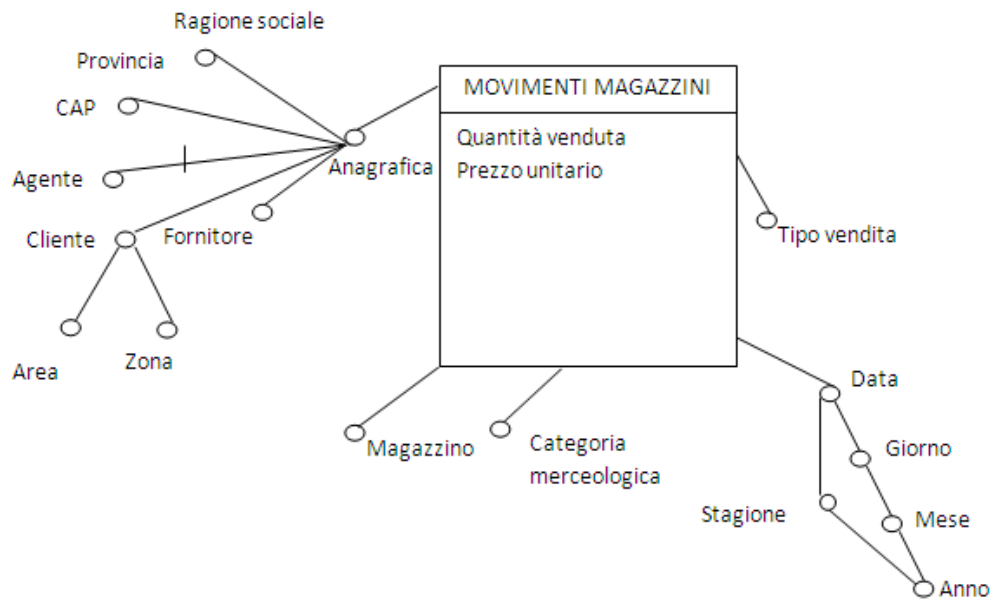 Ragione sociale
Provincia
CAP
Agente
Cliente
Fornitore
Anagrafica
Area
Zona
MOVIMENTI MAGAZZINI
Quantità venduta
Prezzo unitario
Tipo vendita
Magazzino
Categoria
merceologica
Data
Giorno
Stagione
Mese
Anno